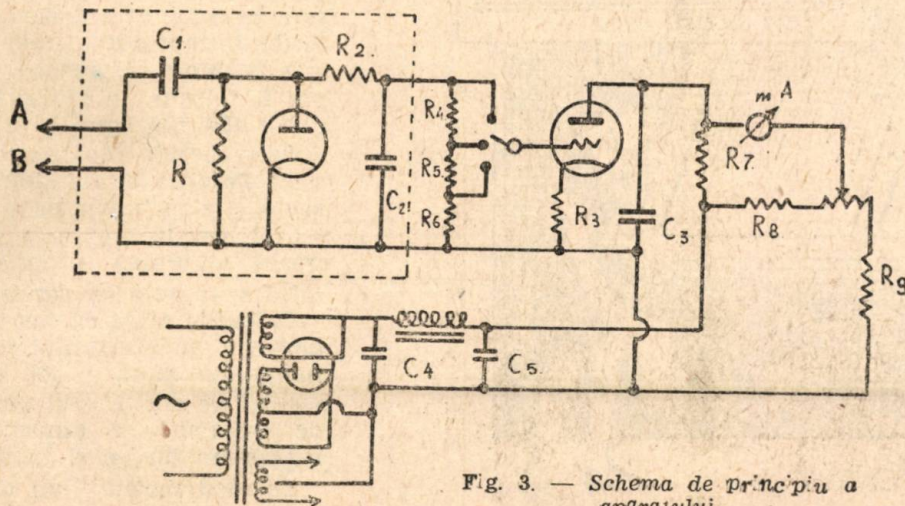 C1
R2
A
B
R
C2
R4
R5
R6
R3
C3
mA
R7
R8
R9
C4
C5
~
Fig. 3. — Schema de principiu a
aparatului